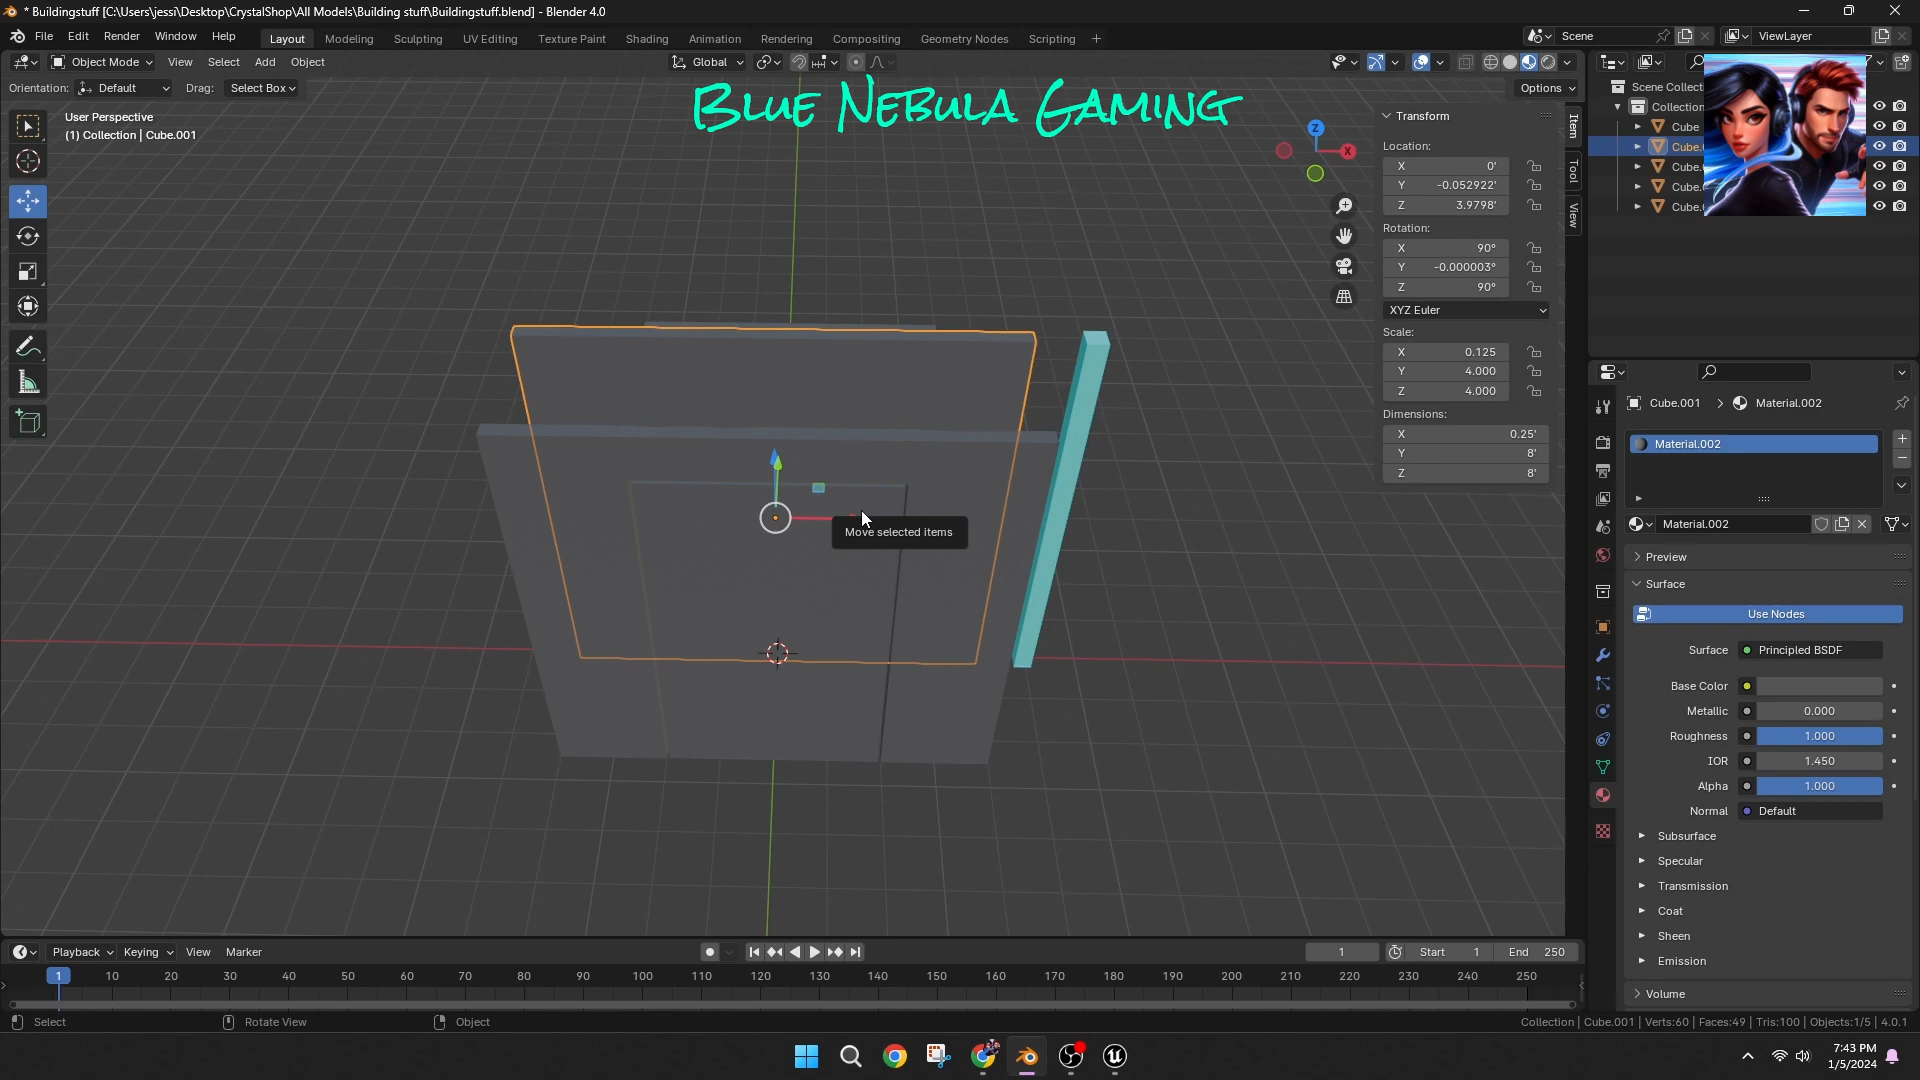 * Buildingstuff [C:\Users\jessi\Desktop\CrystalShop\All Models\Building stuff\Buildingstuff.blend] - Blender 4.0
File Edit Render Window Help Layout Modeling Sculpting UV Editing Texture Paint Shading Animation Rendering Compositing Geometry Nodes Scripting + Scene ViewLayer
Object Mode View Select Add Object Global
Orientation: Default Drag: Select Box Options
Blue Nebula Gaming
User Perspective
(1) Collection | Cube.001
Z
X
Transform
Location:
X 0'
Y -0.052922'
Z 3.9798'
Rotation:
X 90°
Y -0.000003°
Z 90°
XYZ Euler
Scale:
X 0.125
Y 4.000
Z 4.000
Dimensions:
X 0.25'
Y 8'
Z 8'
Item
Tool
View
Move selected items
Scene Collect
Collection
Cube
Cube.
Cube.
Cube.
Cube.
Cube.001 Material.002
Material.002
Material.002
Preview
Surface
Use Nodes
Surface Principled BSDF
Base Color
Metallic 0.000
Roughness 1.000
IOR 1.450
Alpha 1.000
Normal Default
Subsurface
Specular
Transmission
Coat
Sheen
Emission
Volume
Playback Keying View Marker 1 Start 1 End 250
1 10 20 30 40 50 60 70 80 90 100 110 120 130 140 150 160 170 180 190 200 210 220 230 240 250
Select Rotate View Object Collection | Cube.001 | Verts:60 | Faces:49 | Tris:100 | Objects:1/5 | 4.0.1
7:43 PM
1/5/2024